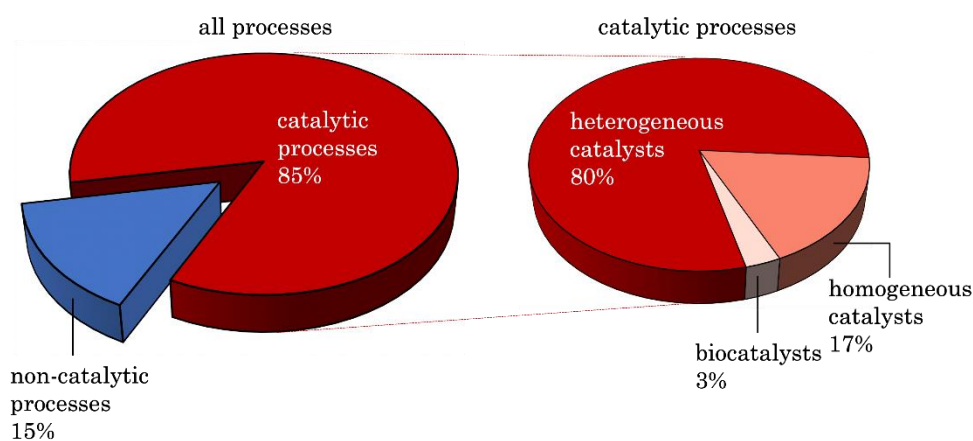 all processes
catalytic processes
catalytic
processes
85%
heterogeneous
catalysts
80%
non-catalytic
processes
15%
biocatalysts
3%
homogeneous
catalysts
17%